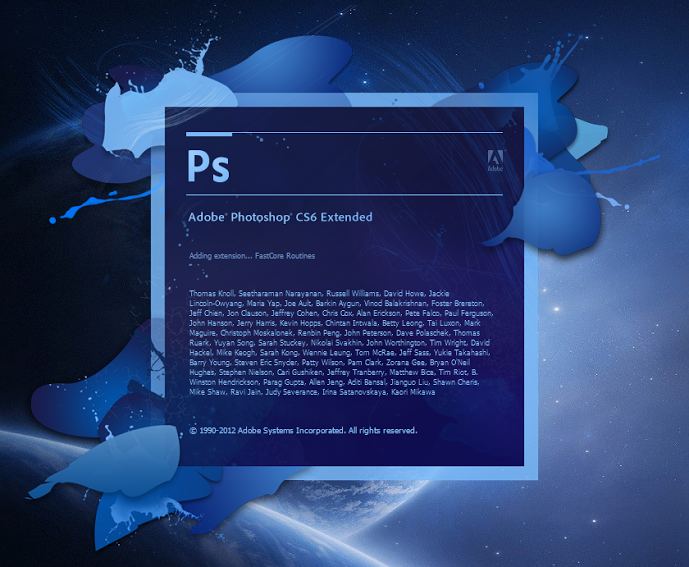 Ps
Adobe
Adobe® Photoshop® CS6 Extended
Adding extension... FastCore Routines
Thomas Knoll, Seetharaman Narayanan, Russell Williams, David Howe, Jackie
Lincoln-Owyang, Maria Yap, Joe Ault, Barkin Aygun, Vinod Balakrishnan, Foster Brereton,
Jeff Chien, Jon Clauson, Jeffrey Cohen, Chris Cox, Alan Erickson, Pete Falco, Paul Ferguson,
John Hanson, Jerry Harris, Kevin Hopps, Chintan Intwala, Betty Leong, Tai Luxon, Mark
Maguire, Christoph Moskalonek, Renbin Peng, John Peterson, Dave Polaschek, Thomas
Ruark, Yuyan Song, Sarah Stuckey, Nikolai Svakhin, John Worthington, Tim Wright, David
Hackel, Mike Keogh, Sarah Kong, Wennie Leung, Tom McRae, Jeff Sass, Yukie Takahashi,
Barry Young, Steven Eric Snyder, Patty Wilson, Pam Clark, Zorana Gee, Bryan O'Neil
Hughes, Stephen Nielson, Cari Gushiken, Jeffrey Tranberry, Matthew Bice, Tim Riot, B.
Winston Hendrickson, Parag Gupta, Allen Jeng, Aditi Bansal, Jianguo Liu, Shawn Cheris,
Mike Shaw, Ravi Jain, Judy Severance, Irina Satanovskaya, Kaori Mikawa
© 1990-2012 Adobe Systems Incorporated. All rights reserved.